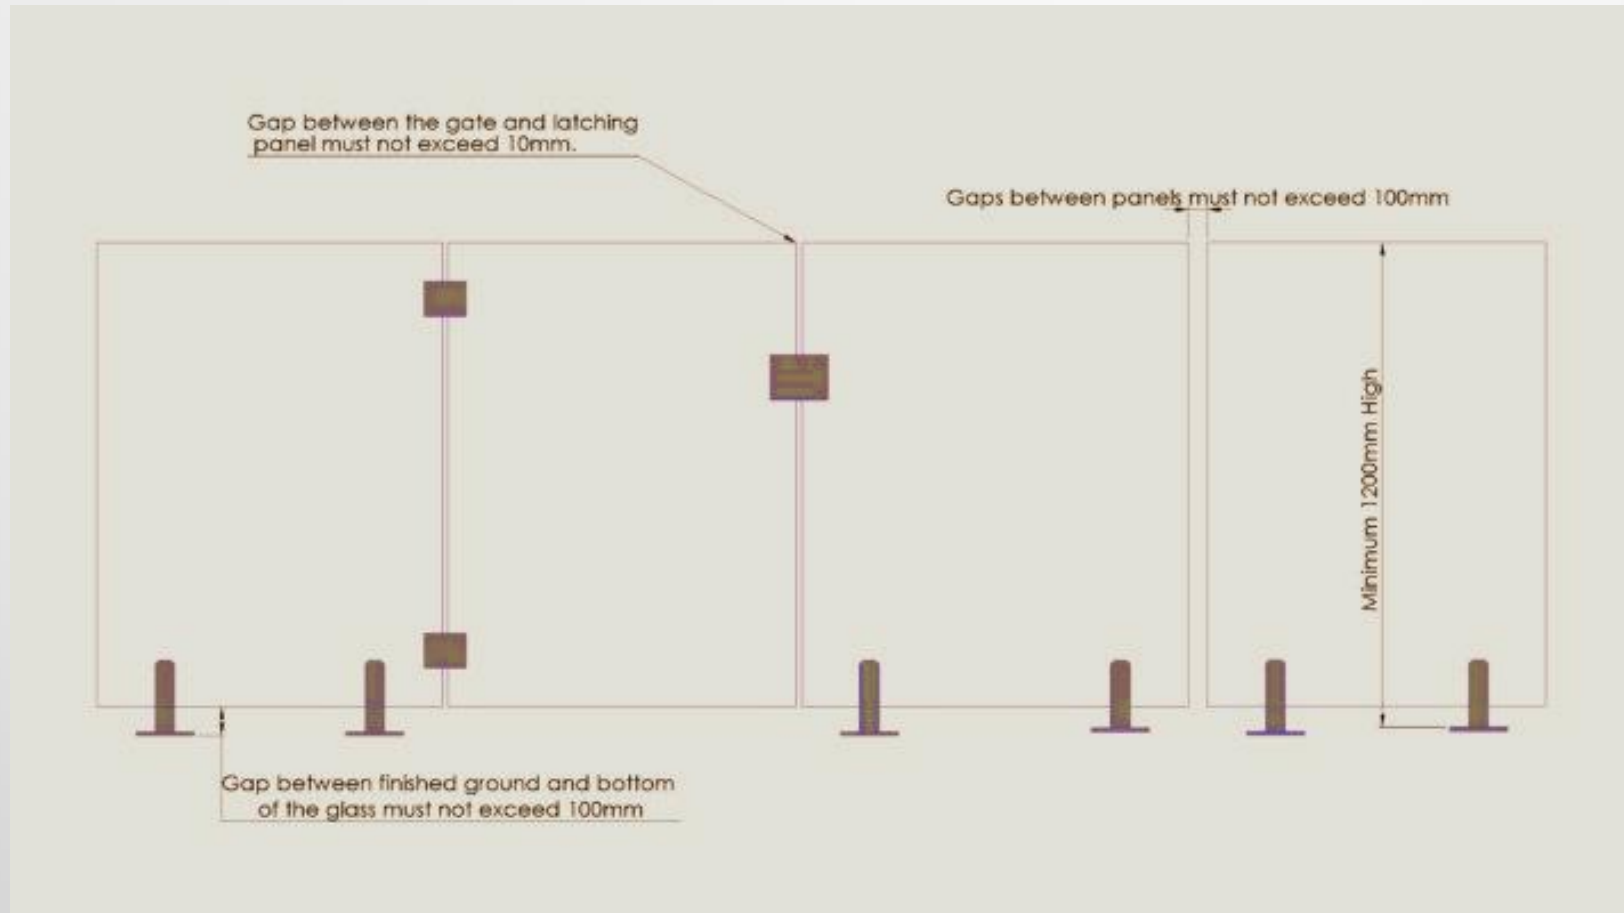 Gap between the gate and latching
panel must not exceed 10mm.
Gaps between panels must not exceed 100mm
Minimum 1200mm High
Gap between finished ground and bottom
of the glass must not exceed 100mm